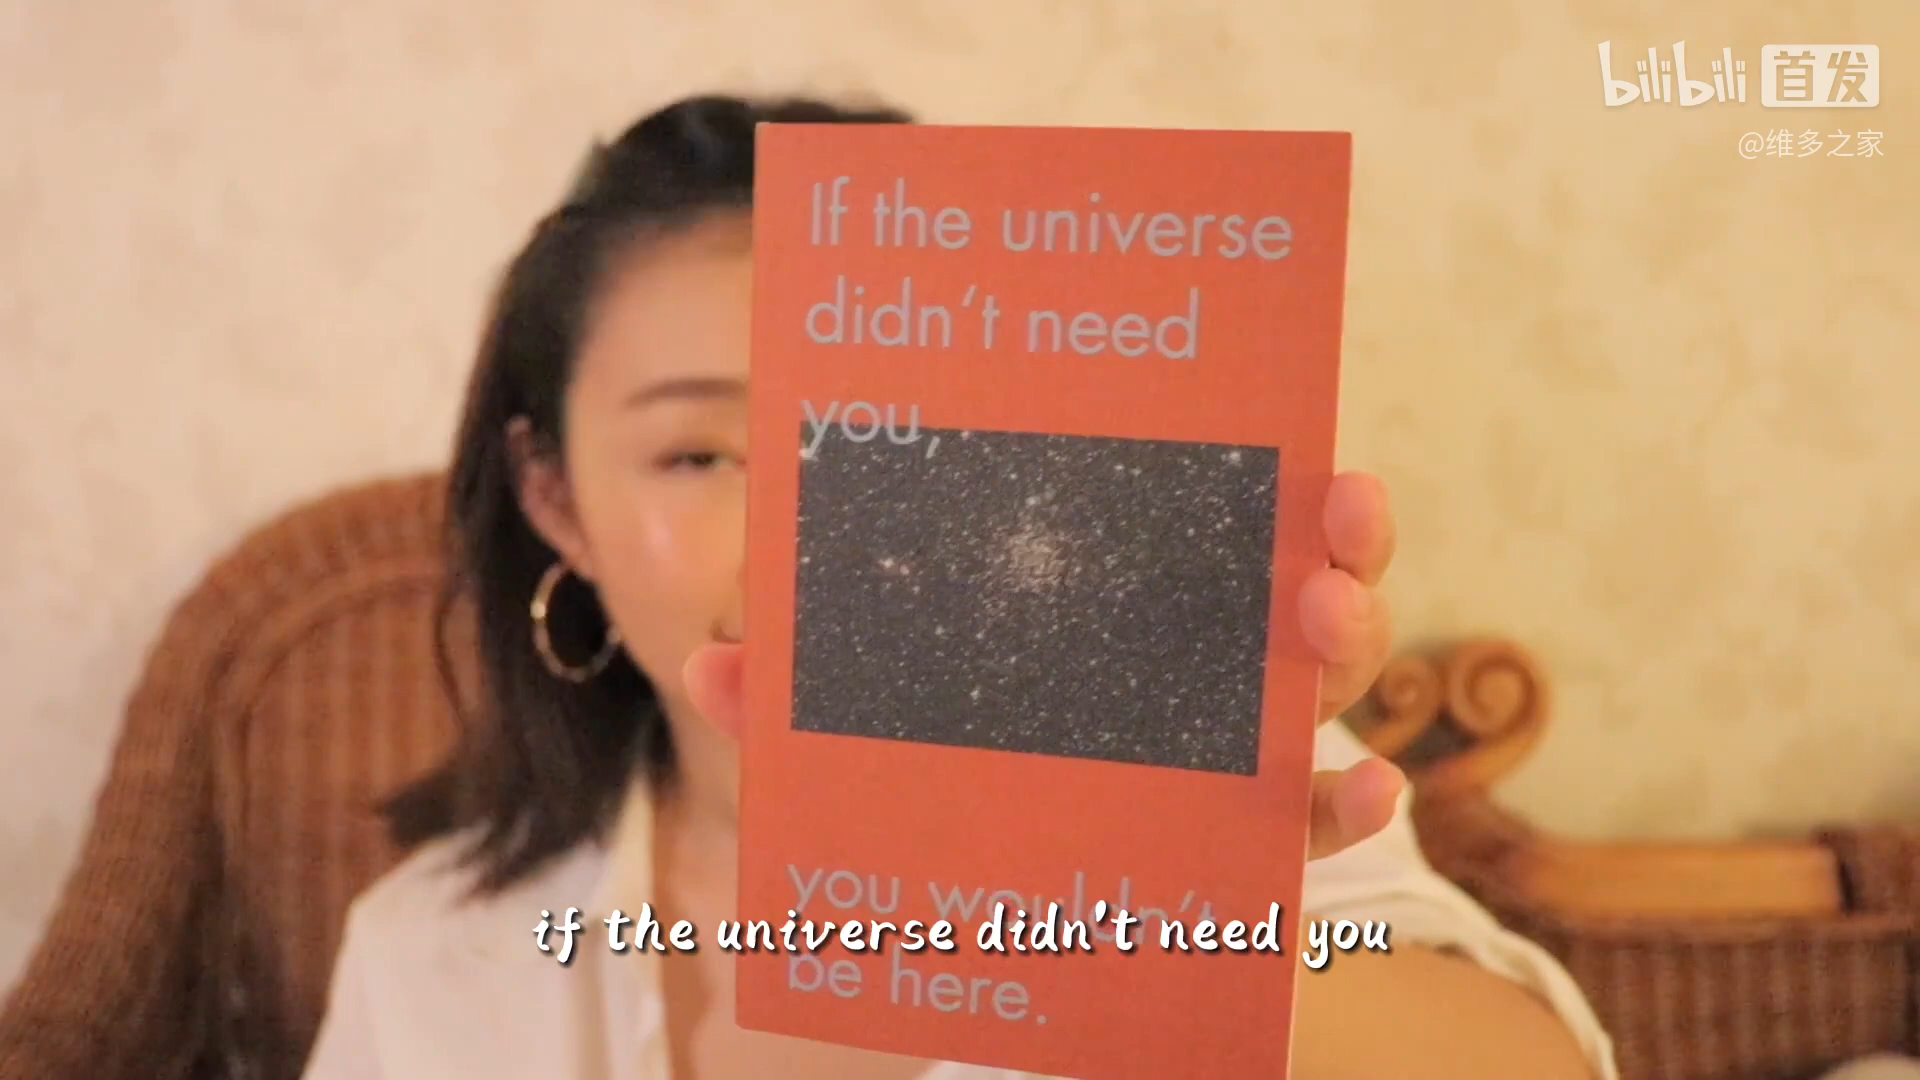 bilibili 首发
@维多之家
If the universe
didn't need
you,
you wouldn't
be here.
if the universe didn't need you